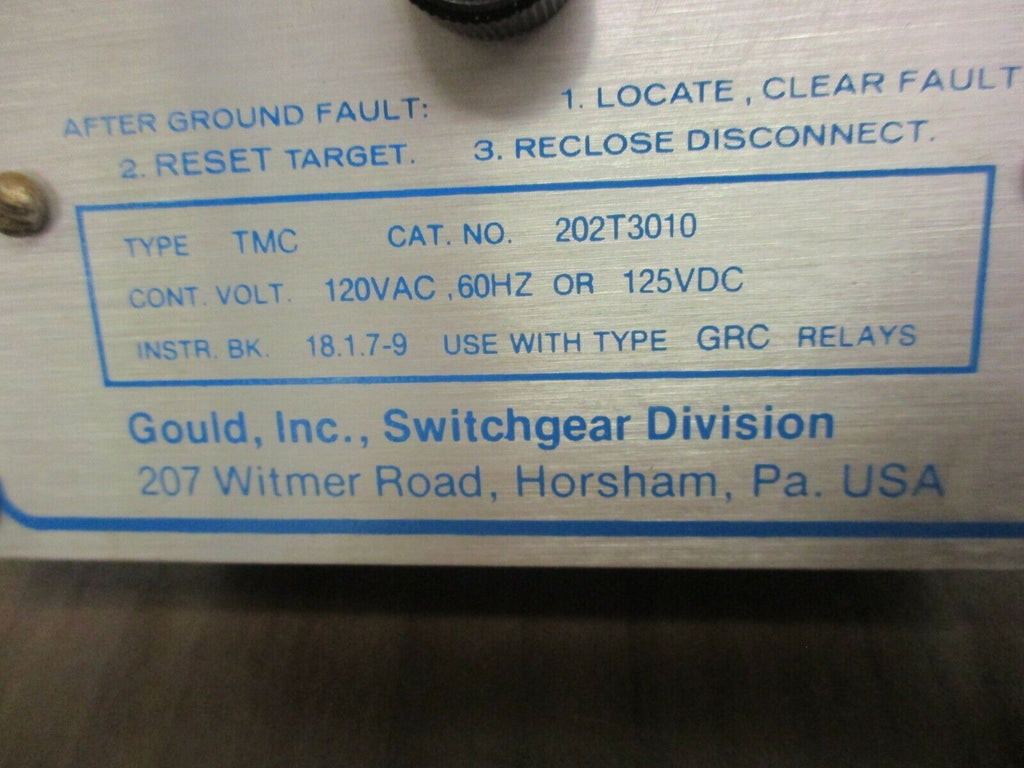 AFTER GROUND FAULT: 1. LOCATE , CLEAR FAULT
2. RESET TARGET. 3. RECLOSE DISCONNECT.
TYPE TMC CAT. NO. 202T3010
CONT. VOLT. 120VAC ,60HZ OR 125VDC
INSTR. BK. 18.1.7-9 USE WITH TYPE GRC RELAYS
Gould, Inc., Switchgear Division
207 Witmer Road, Horsham, Pa. USA